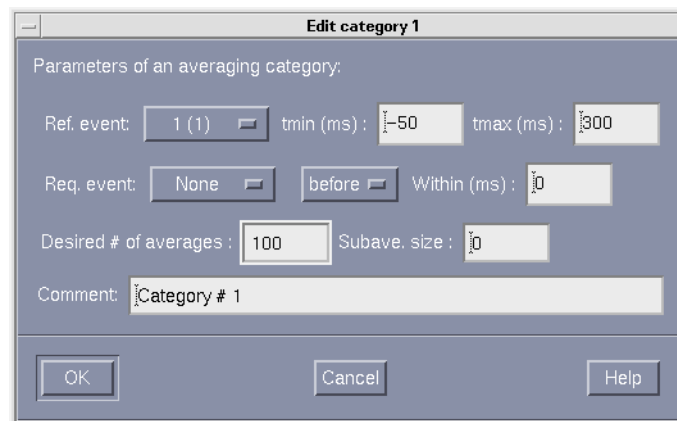 Edit category 1
Parameters of an averaging category:
Ref. event: 1 (1) tmin (ms) : -50 tmax (ms) : 300
Req. event: None before Within (ms) : 0
Desired # of averages : 100 Subave. size : 0
Comment: Category # 1
OK Cancel Help